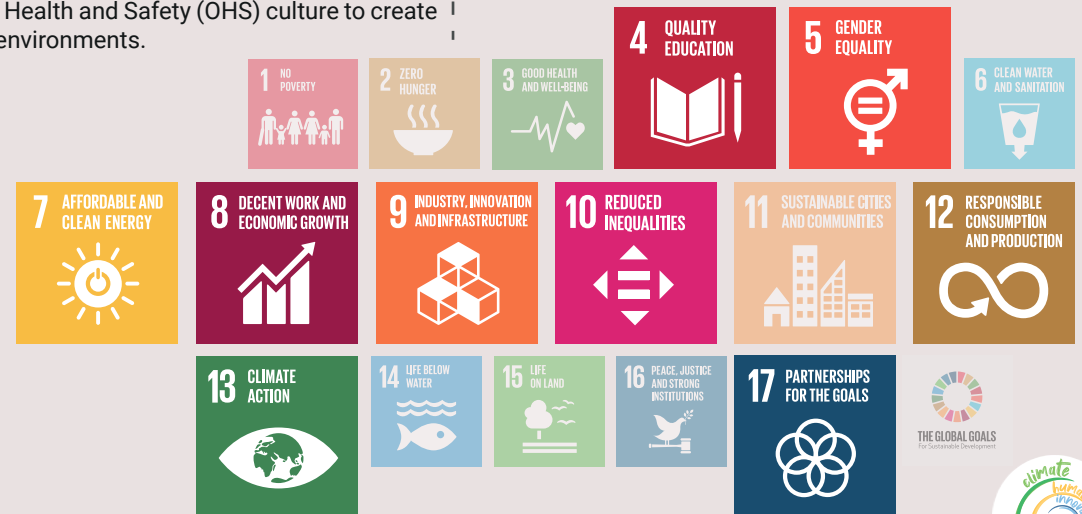 Health and Safety (OHS) culture to create
environments.
4 QUALITY
EDUCATION
5 GENDER
EQUALITY
1 NO
POVERTY
2 ZERO
HUNGER
3 GOOD HEALTH
AND WELL-BEING
6 CLEAN WATER
AND SANITATION
7 AFFORDABLE AND
CLEAN ENERGY
8 DECENT WORK AND
ECONOMIC GROWTH
9 INDUSTRY, INNOVATION
AND INFRASTRUCTURE
10 REDUCED
INEQUALITIES
11 SUSTAINABLE CITIES
AND COMMUNITIES
12 RESPONSIBLE
CONSUMPTION
AND PRODUCTION
13 CLIMATE
ACTION
14 LIFE BELOW
WATER
15 LIFE
ON LAND
16 PEACE, JUSTICE
AND STRONG
INSTITUTIONS
17 PARTNERSHIPS
FOR THE GOALS
THE GLOBAL GOALS
For Sustainable Development
climate